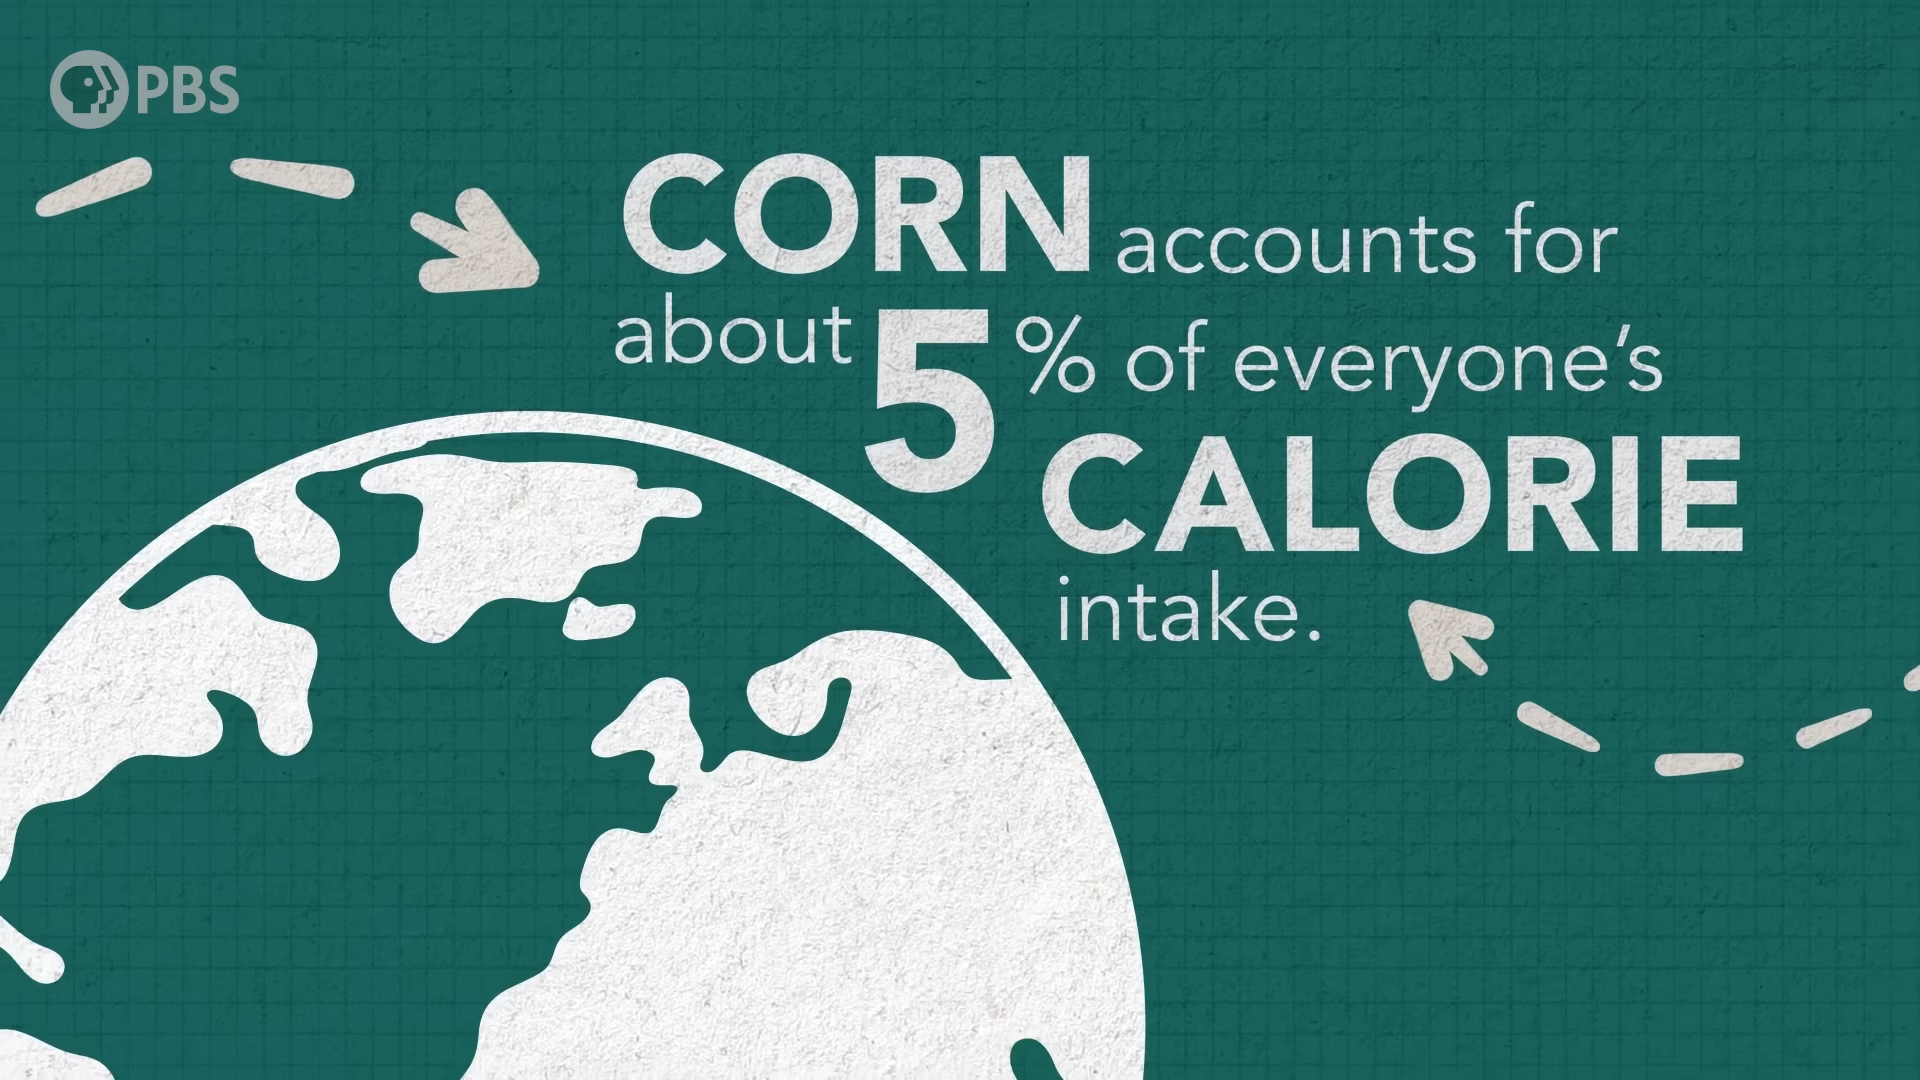 PBS
CORN accounts for
about 5% of everyone’s
CALORIE
intake.